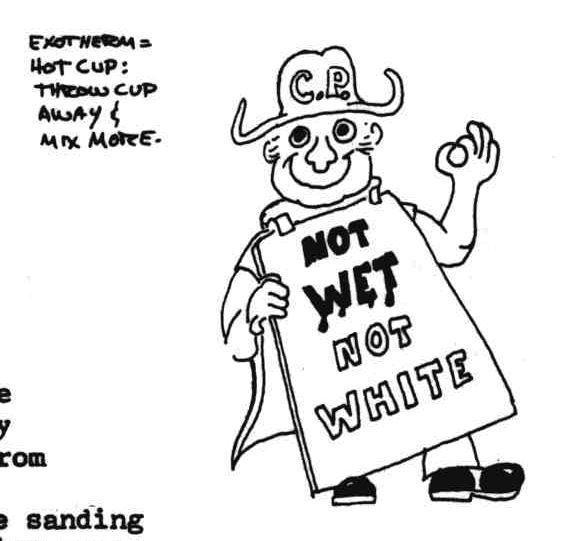 EXOTHERM =
HOT CUP:
THROW CUP
AWAY &
MIX MORE.
C.P.
NOT
WET
NOT
WHITE
e
y
rom
e sanding